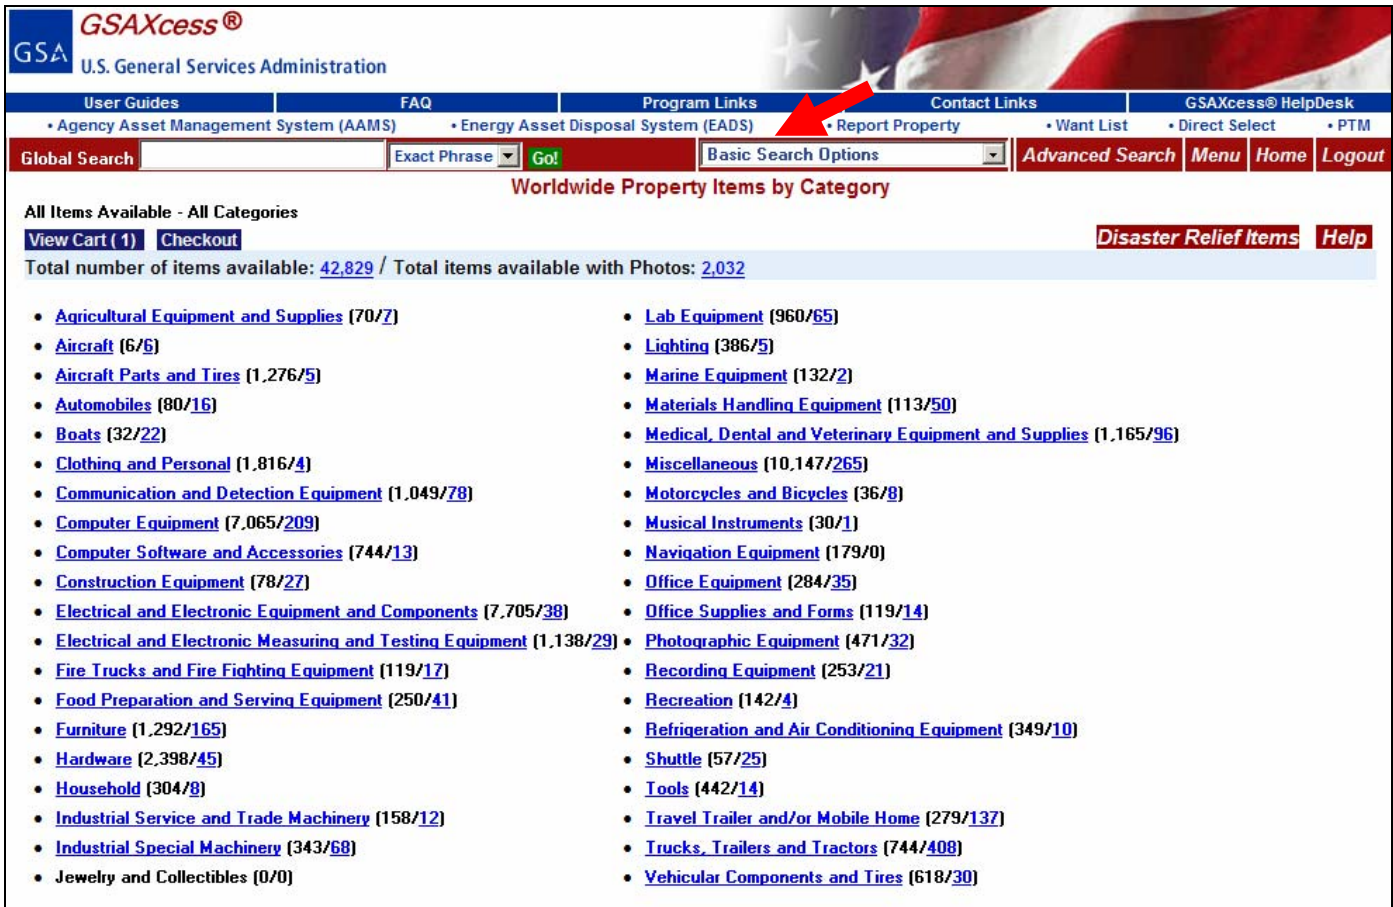 GSAXcess®
GSA
U.S. General Services Administration
User Guides FAQ Program Links Contact Links GSAXcess® HelpDesk
• Agency Asset Management System (AAMS) • Energy Asset Disposal System (EADS) • Report Property • Want List • Direct Select • PTM
Global Search Exact Phrase Go! Basic Search Options Advanced Search Menu Home Logout
Worldwide Property Items by Category
All Items Available - All Categories
View Cart ( 1) Checkout Disaster Relief Items Help
Total number of items available: 42,829 / Total items available with Photos: 2,032
• Agricultural Equipment and Supplies (70/7)
• Aircraft (6/6)
• Aircraft Parts and Tires (1,276/5)
• Automobiles (80/16)
• Boats (32/22)
• Clothing and Personal (1,816/4)
• Communication and Detection Equipment (1,049/78)
• Computer Equipment (7,065/209)
• Computer Software and Accessories (744/13)
• Construction Equipment (78/27)
• Electrical and Electronic Equipment and Components (7,705/38)
• Electrical and Electronic Measuring and Testing Equipment (1,138/29)
• Fire Trucks and Fire Fighting Equipment (119/17)
• Food Preparation and Serving Equipment (250/41)
• Furniture (1,292/165)
• Hardware (2,398/45)
• Household (304/8)
• Industrial Service and Trade Machinery (158/12)
• Industrial Special Machinery (343/68)
• Jewelry and Collectibles (0/0)
• Lab Equipment (960/65)
• Lighting (386/5)
• Marine Equipment (132/2)
• Materials Handling Equipment (113/50)
• Medical, Dental and Veterinary Equipment and Supplies (1,165/96)
• Miscellaneous (10,147/265)
• Motorcycles and Bicycles (36/8)
• Musical Instruments (30/1)
• Navigation Equipment (179/0)
• Office Equipment (284/35)
• Office Supplies and Forms (119/14)
• Photographic Equipment (471/32)
• Recording Equipment (253/21)
• Recreation (142/4)
• Refrigeration and Air Conditioning Equipment (349/10)
• Shuttle (57/25)
• Tools (442/14)
• Travel Trailer and/or Mobile Home (279/137)
• Trucks, Trailers and Tractors (744/408)
• Vehicular Components and Tires (618/30)